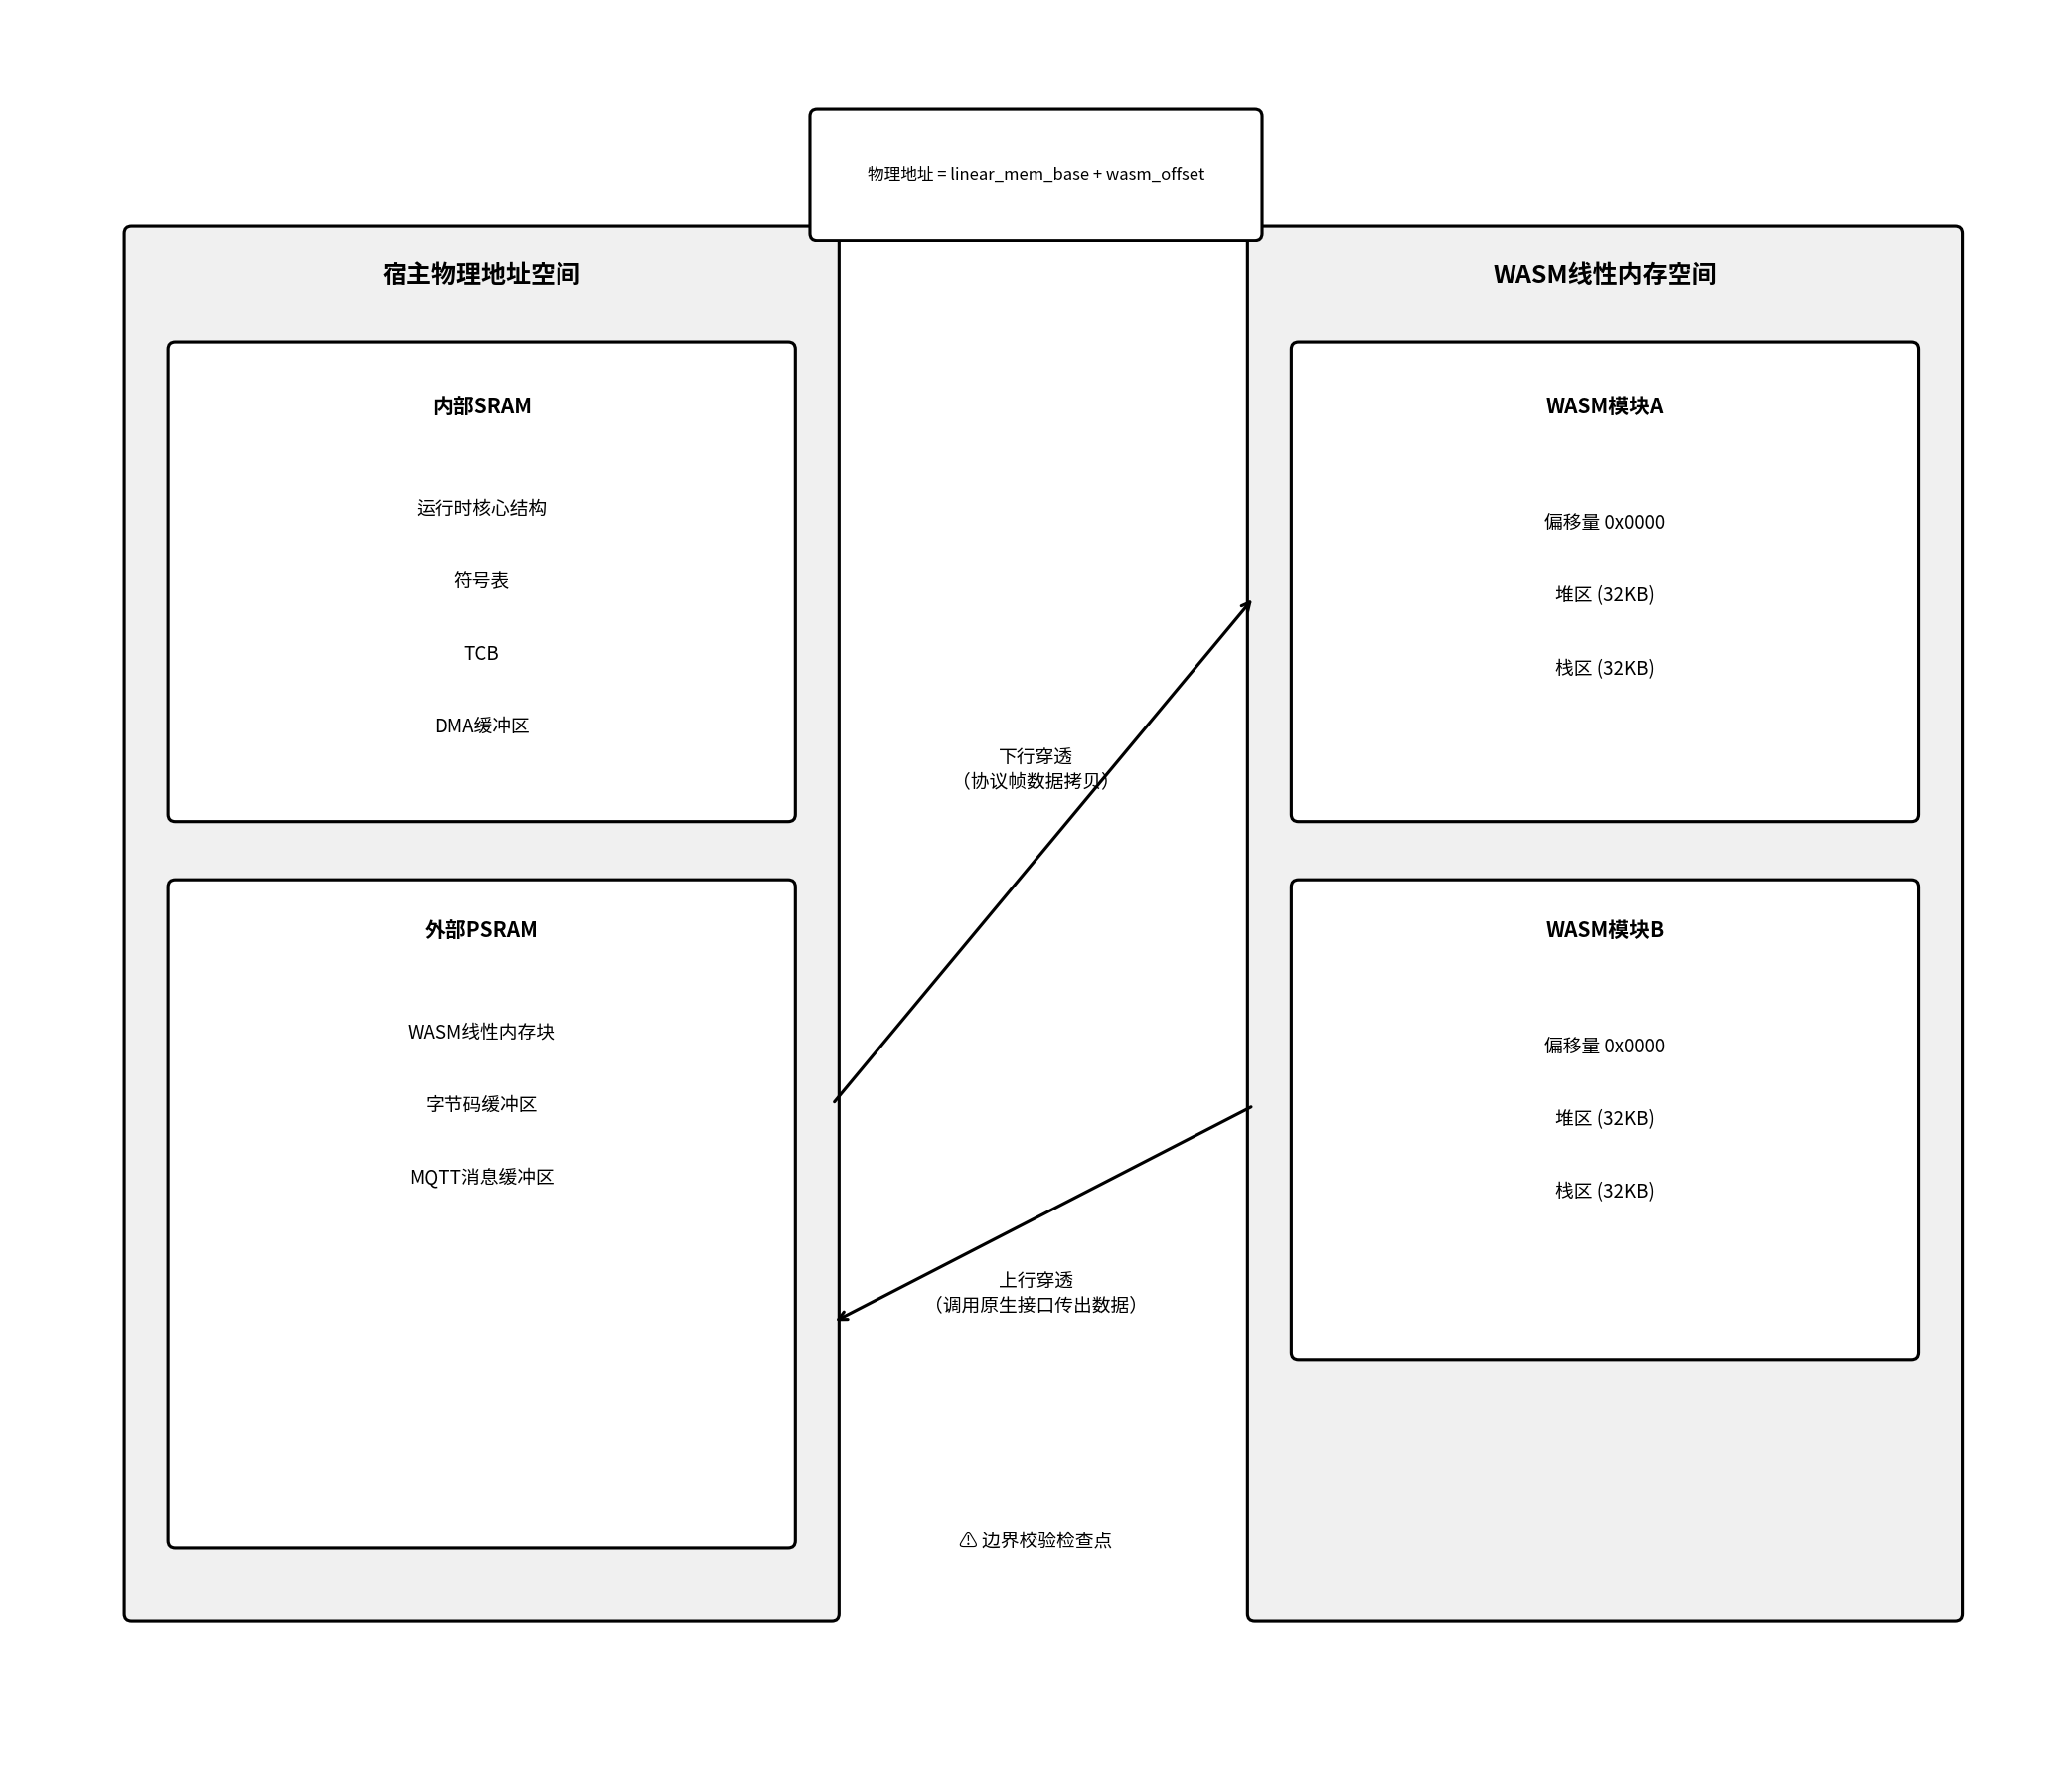 物理地址 = linear_mem_base + wasm_offset
宿主物理地址空间
内部SRAM
运行时核心结构
符号表
TCB
DMA缓冲区
外部PSRAM
WASM线性内存块
字节码缓冲区
MQTT消息缓冲区
下行穿透
（协议帧数据拷贝）
上行穿透
（调用原生接口传出数据）
⚠ 边界校验检查点
WASM线性内存空间
WASM模块A
偏移量 0x0000
堆区 (32KB)
栈区 (32KB)
WASM模块B
偏移量 0x0000
堆区 (32KB)
栈区 (32KB)